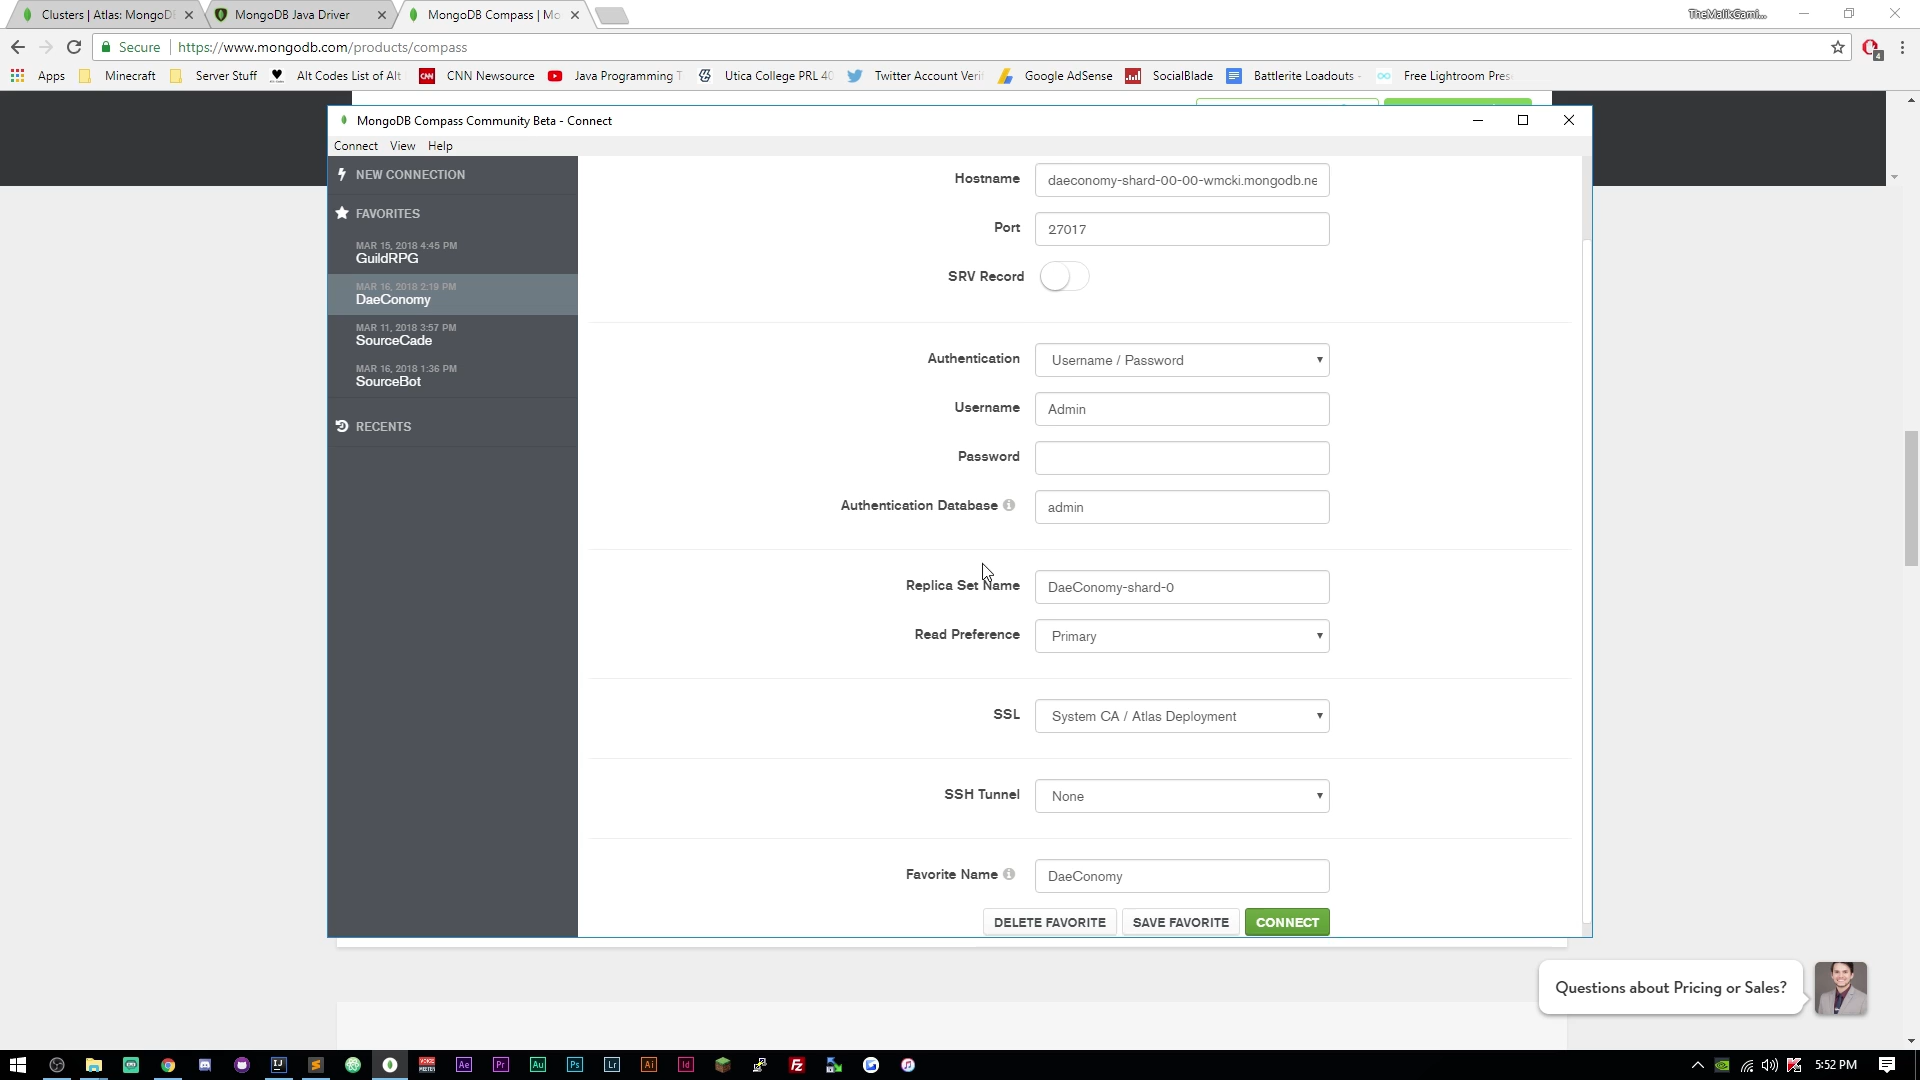 Clusters | Atlas: MongoDB
MongoDB Java Driver
MongoDB Compass | Mo
TheMalikGami...
Secure
https://www.mongodb.com/products/compass
4
Apps
Minecraft
Server Stuff
Alt Codes List of Alt
CNN Newsource
Java Programming T
Utica College PRL 40
Twitter Account Veri
Google AdSense
SocialBlade
Battlerite Loadouts -
Free Lightroom Pres
MongoDB Compass Community Beta - Connect
Connect View Help
NEW CONNECTION
FAVORITES
MAR 15, 2018 4:45 PM
GuildRPG
MAR 16, 2018 2:19 PM
DaeConomy
MAR 11, 2018 3:57 PM
SourceCade
MAR 16, 2018 1:36 PM
SourceBot
RECENTS
Hostname daeconomy-shard-00-00-wmcki.mongodb.ne
Port 27017
SRV Record
Authentication Username / Password
Username Admin
Password
Authentication Database admin
Replica Set Name DaeConomy-shard-0
Read Preference Primary
SSL System CA / Atlas Deployment
SSH Tunnel None
Favorite Name DaeConomy
DELETE FAVORITE SAVE FAVORITE CONNECT
Questions about Pricing or Sales?
5:52 PM